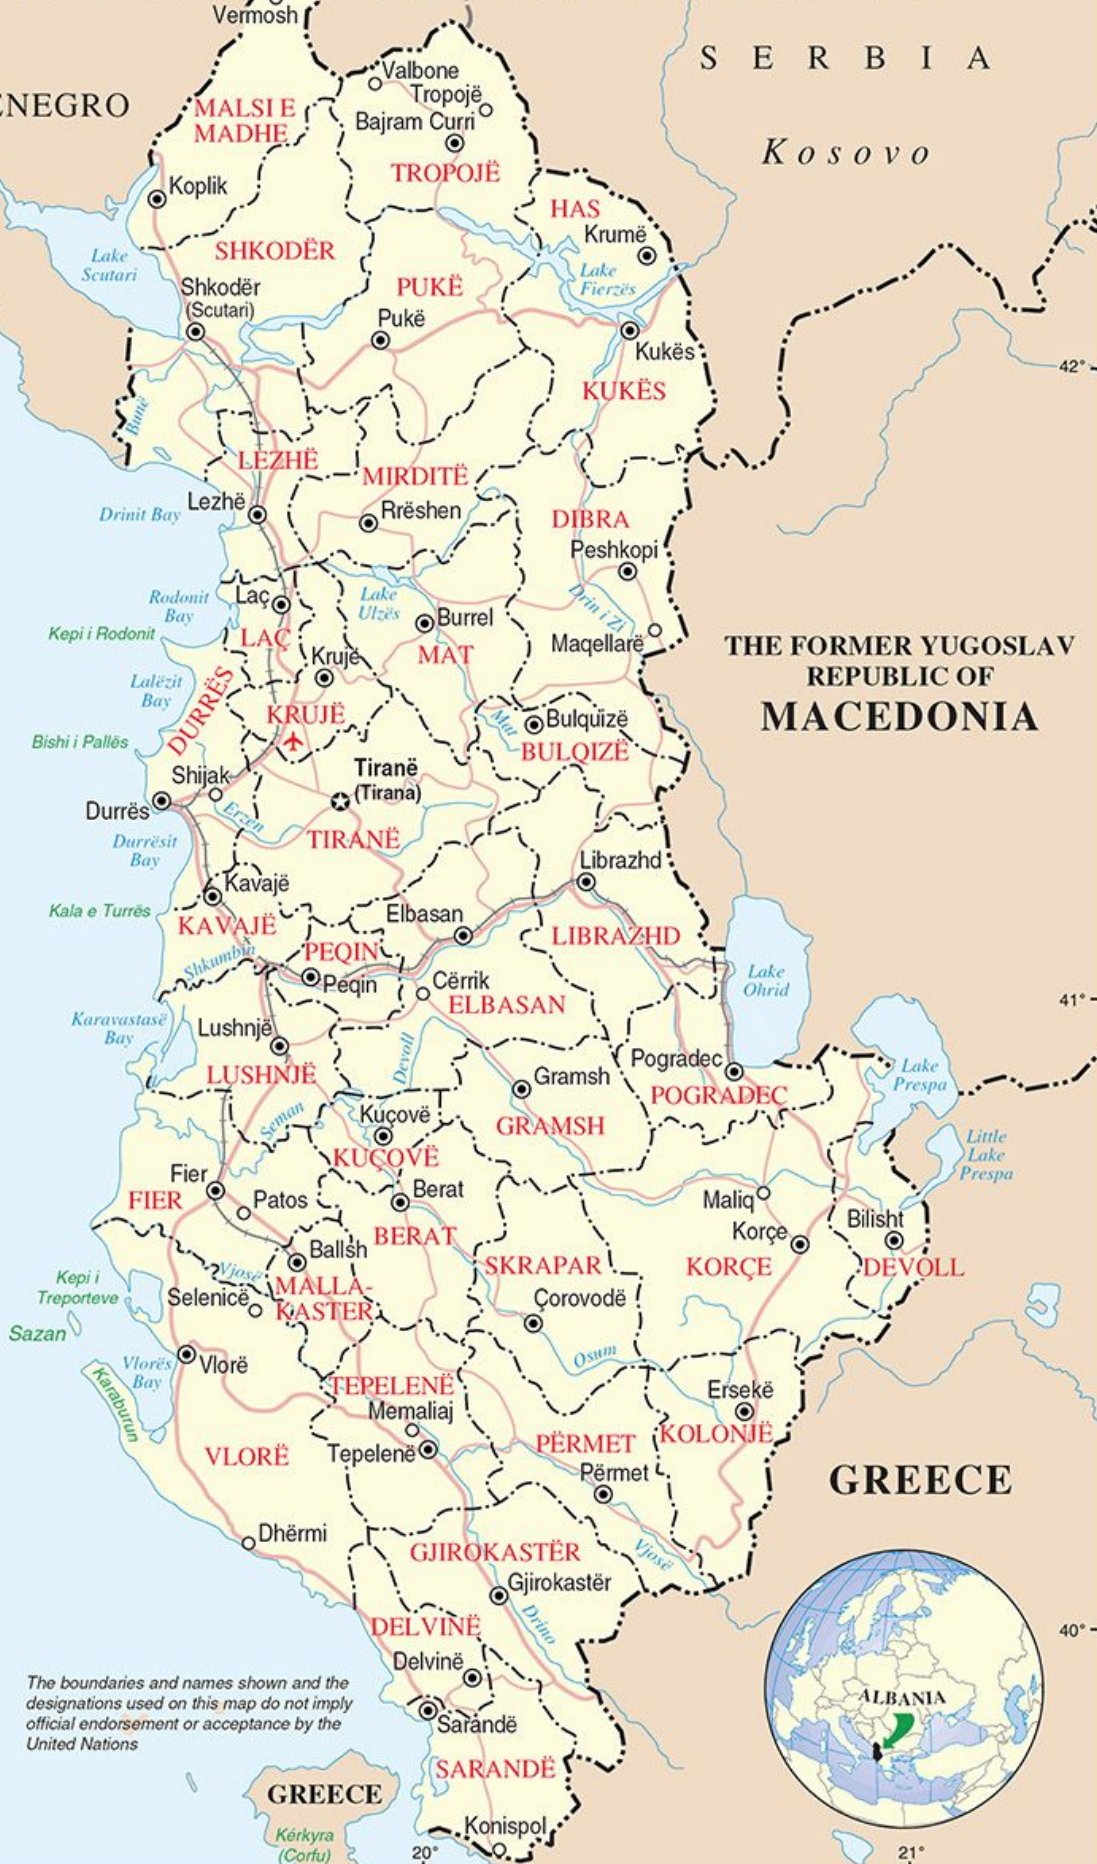 Vermosh
SERBIA
Valbone
Tropojë
ENEGRO
MALSI E
MADHE
Bajram Curri
Kosovo
TROPOJË
Koplik
HAS
Krumë
SHKODËR
Lake
Scutari
Lake
Fierzës
Shkodër
(Scutari)
PUKË
Pukë
Kukës
42°
KUKËS
Bunë
LEZHË
MIRDITË
Lezhë
Rrëshen
Drinit Bay
DIBRA
Peshkopi
Rodonit
Bay
Laç
Lake
Ulzës
Drin i Zi
Burrel
Kepi i Rodonit
LAÇ
Maqellarë
THE FORMER YUGOSLAV
REPUBLIC OF
MACEDONIA
Krujë
MAT
Lalëzit
Bay
DURRËS
KRUJË
Mat
Bulqizë
Bishi i Pallës
BULQIZË
Shijak
Tiranë
(Tirana)
Durrës
Erzen
TIRANË
Durrësit
Bay
Librazhd
Kavajë
Kala e Turrës
KAVAJË
Elbasan
LIBRAZHD
PEQIN
Shkumbin
Peqin
Cërrik
Lake
Ohrid
ELBASAN
41°
Karavastasë
Bay
Lushnjë
Devoll
Pogradec
LUSHNJË
Gramsh
POGRADEC
Lake
Prespa
Seman
Kuçovë
GRAMSH
Little
Lake
Prespa
KUÇOVË
Fier
FIER
Patos
Berat
Maliq
Korçe
Bilisht
BERAT
Ballsh
SKRAPAR
KORÇE
DEVOLL
Vjosë
Kepi i
Treporteve
MALLA-
KASTER
Selenicë
Çorovodë
Sazan
Vlorës
Bay
Vlorë
Osum
Karaburun
TEPELENË
Memaliaj
Ersekë
KOLONJË
VLORË
Tepelenë
PËRMET
Përmet
GREECE
Dhërmi
GJIROKASTËR
Vjosë
Gjirokastër
DELVINË
Drino
40°
Delvinë
The boundaries and names shown and the
designations used on this map do not imply
official endorsement or acceptance by the
United Nations
ALBANIA
Sarandë
SARANDË
GREECE
Konispol
Kérkyra
(Corfu)
20°
21°